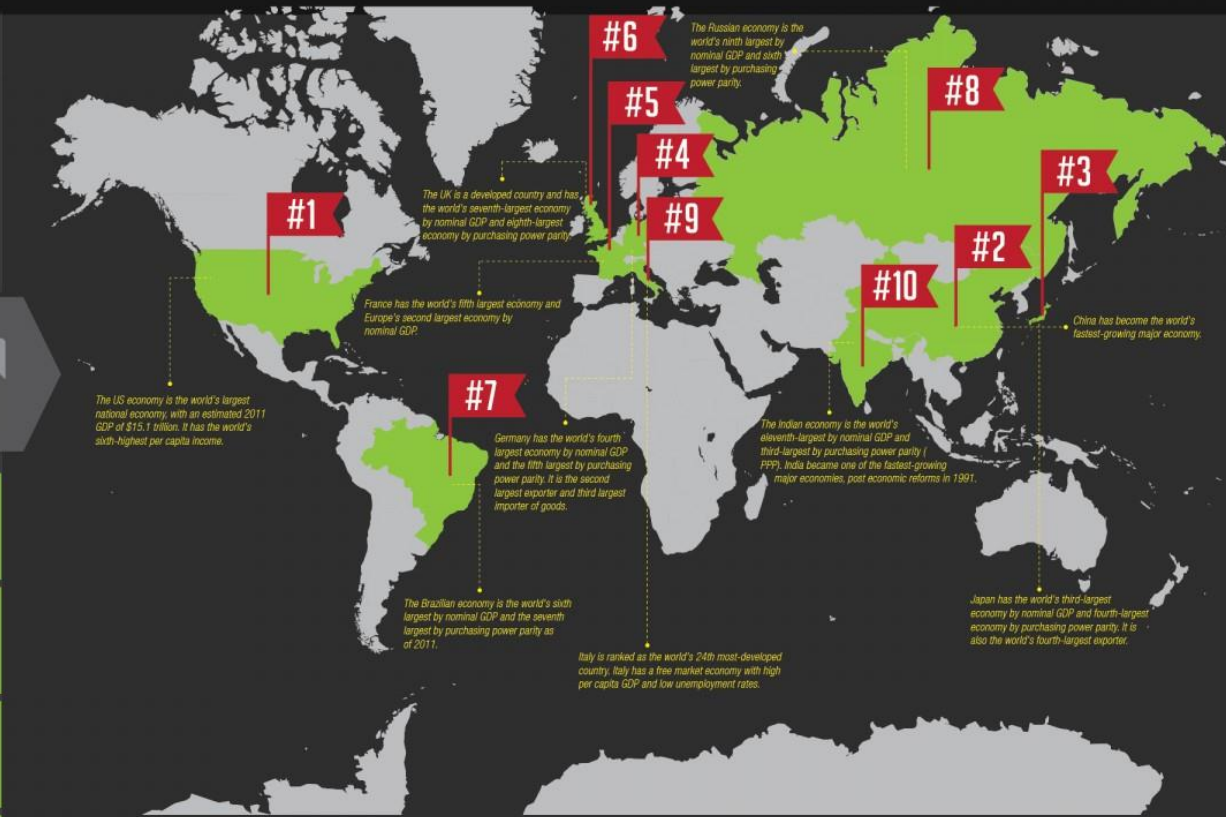 #6
The Russian economy is the
world's ninth largest by
nominal GDP and sixth
largest by purchasing
power parity.
#8
#5
#4
#3
The UK is a developed country and has
the world's seventh-largest economy
by nominal GDP and eighth-largest
economy by purchasing power parity.
#1
#9
#2
#10
France has the world's fifth largest economy and
Europe's second largest economy by
nominal GDP.
China has become the world's
fastest-growing major economy.
The US economy is the world's largest
national economy, with an estimated 2011
GDP of $15.1 trillion. It has the world's
sixth-highest per capita income.
#7
Germany has the world's fourth
largest economy by nominal GDP
and the fifth largest by purchasing
power parity. It is the second
largest exporter and third largest
importer of goods.
The Indian economy is the world's
eleventh-largest by nominal GDP and
third-largest by purchasing power parity (
PPP). India became one of the fastest-growing
major economies, post economic reforms in 1991.
The Brazilian economy is the world's sixth
largest by nominal GDP and the seventh
largest by purchasing power parity as
of 2011.
Japan has the world's third-largest
economy by nominal GDP and fourth-largest
economy by purchasing power parity. It is
also the world's fourth-largest exporter.
Italy is ranked as the world's 24th most-developed
country. Italy has a free market economy with high
per capita GDP and low unemployment rates.